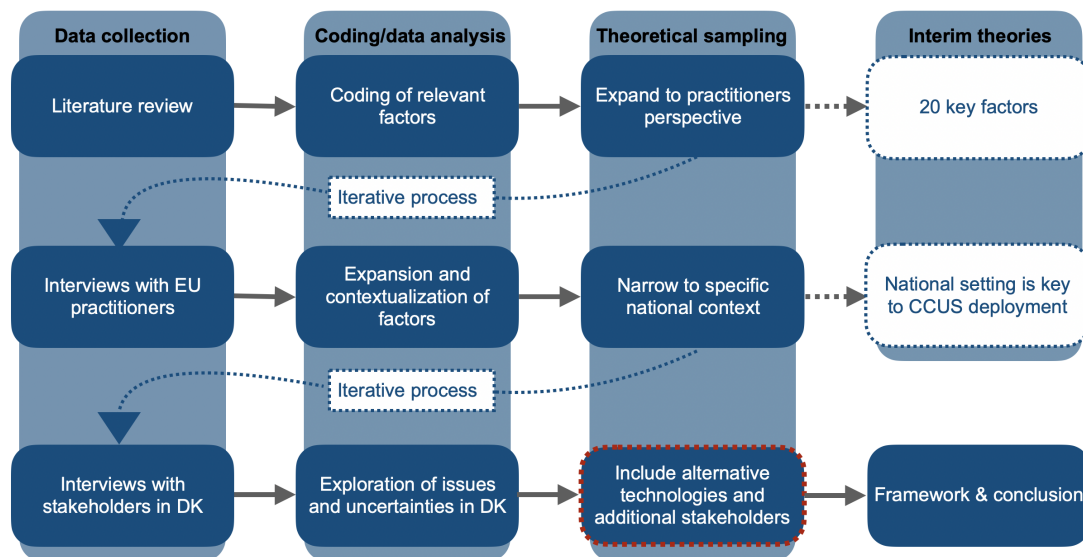 Data collection
Coding/data analysis
Theoretical sampling
Interim theories
Literature review
Coding of relevant
factors
Expand to practitioners
perspective
20 key factors
Iterative process
Interviews with EU
practitioners
Expansion and
contextualization of
factors
Narrow to specific
national context
National setting is key
to CCUS deployment
Iterative process
Interviews with
stakeholders in DK
Exploration of issues
and uncertainties in DK
Include alternative
technologies and
additional stakeholders
Framework & conclusion